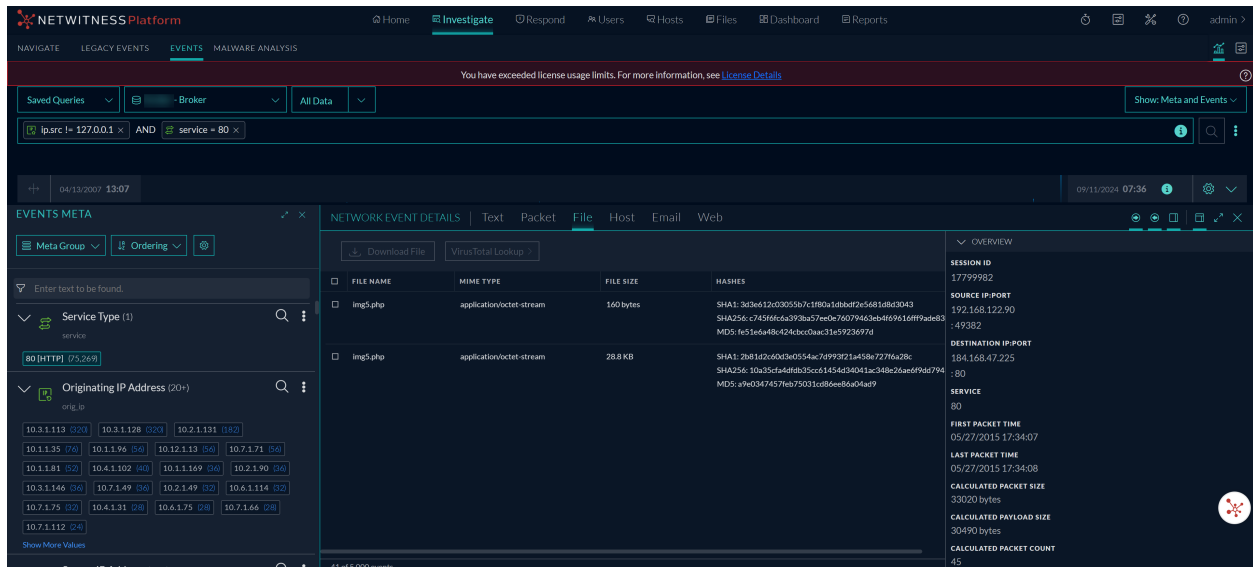 NETWITNESS Platform
Home Investigate Respond Users Hosts Files Dashboard Reports admin >
NAVIGATE LEGACY EVENTS EVENTS MALWARE ANALYSIS
You have exceeded license usage limits. For more information, see License Details
Saved Queries - Broker All Data Show: Meta and Events
ip.src != 127.0.0.1 × AND service = 80 ×
04/13/2007 13:07 09/11/2024 07:36
EVENTS META
Meta Group Ordering
Enter text to be found.
Service Type (1)
service
80 [HTTP] (75,269)
Originating IP Address (20+)
orig_ip
10.3.1.113 (320) 10.3.1.128 (320) 10.2.1.131 (182)
10.1.1.35 (76) 10.1.1.96 (56) 10.12.1.13 (56) 10.7.1.71 (56)
10.1.1.81 (52) 10.4.1.102 (40) 10.1.1.169 (36) 10.2.1.90 (36)
10.3.1.146 (36) 10.7.1.49 (36) 10.2.1.49 (32) 10.6.1.114 (32)
10.7.1.75 (32) 10.4.1.31 (28) 10.6.1.75 (28) 10.7.1.66 (28)
10.7.1.112 (24)
Show More Values
NETWORK EVENT DETAILS Text Packet File Host Email Web
Download File VirusTotal Lookup >
FILE NAME MIME TYPE FILE SIZE HASHES
img5.php application/octet-stream 160 bytes SHA1: 3d3e612c03055b7c1f80a1dbbdf2e5681d8d3043
SHA256: c745f6fc6a393ba57ee0e76079463eb4f69616fff9ade83
MD5: fe51e6a48c424cbcc0aac31e5923697d
img5.php application/octet-stream 28.8 KB SHA1: 2b81d2c60d3e0554ac7d993f21a458e727f6a28c
SHA256: 10a35cfa4dfdb35cc61454d34041ac348e26ae6f9dd794
MD5: a9e0347457feb75031cd86ee86a04ad9
41 of 5,000 events
OVERVIEW
SESSION ID
17799982
SOURCE IP:PORT
192.168.122.90
: 49382
DESTINATION IP:PORT
184.168.47.225
: 80
SERVICE
80
FIRST PACKET TIME
05/27/2015 17:34:07
LAST PACKET TIME
05/27/2015 17:34:08
CALCULATED PACKET SIZE
33020 bytes
CALCULATED PAYLOAD SIZE
30490 bytes
CALCULATED PACKET COUNT
45